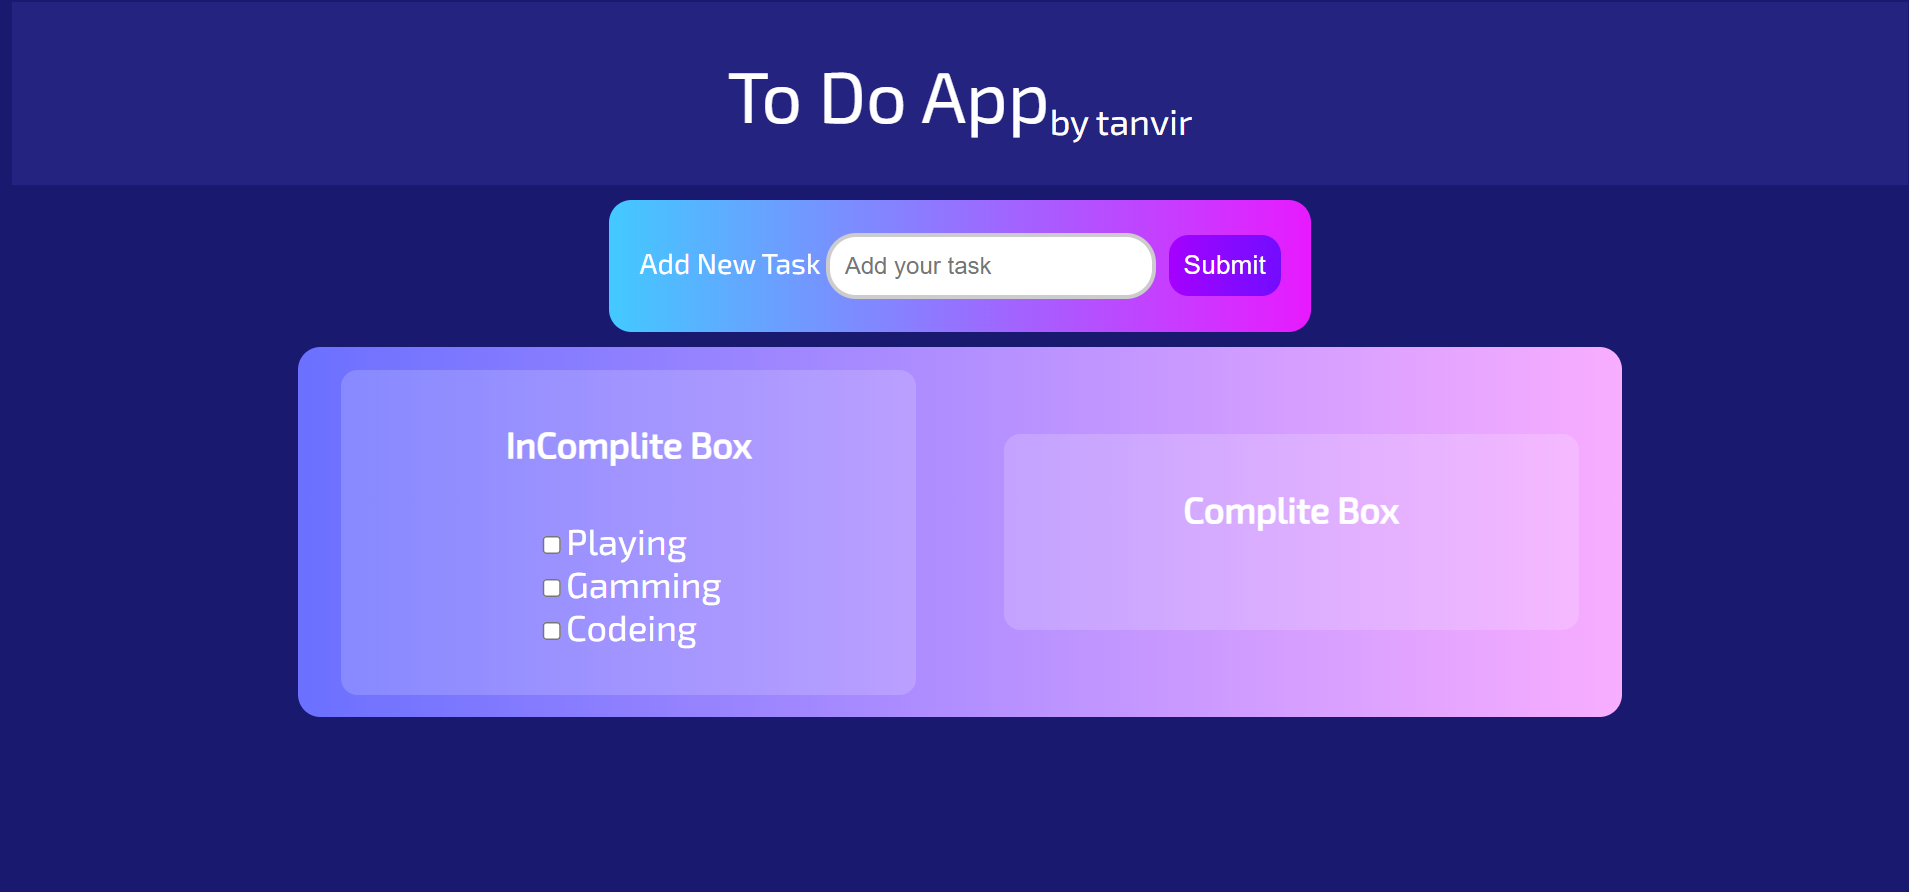 To Do App by tanvir
Add New Task Add your task Submit
InComplite Box
Playing
Gamming
Codeing
Complite Box